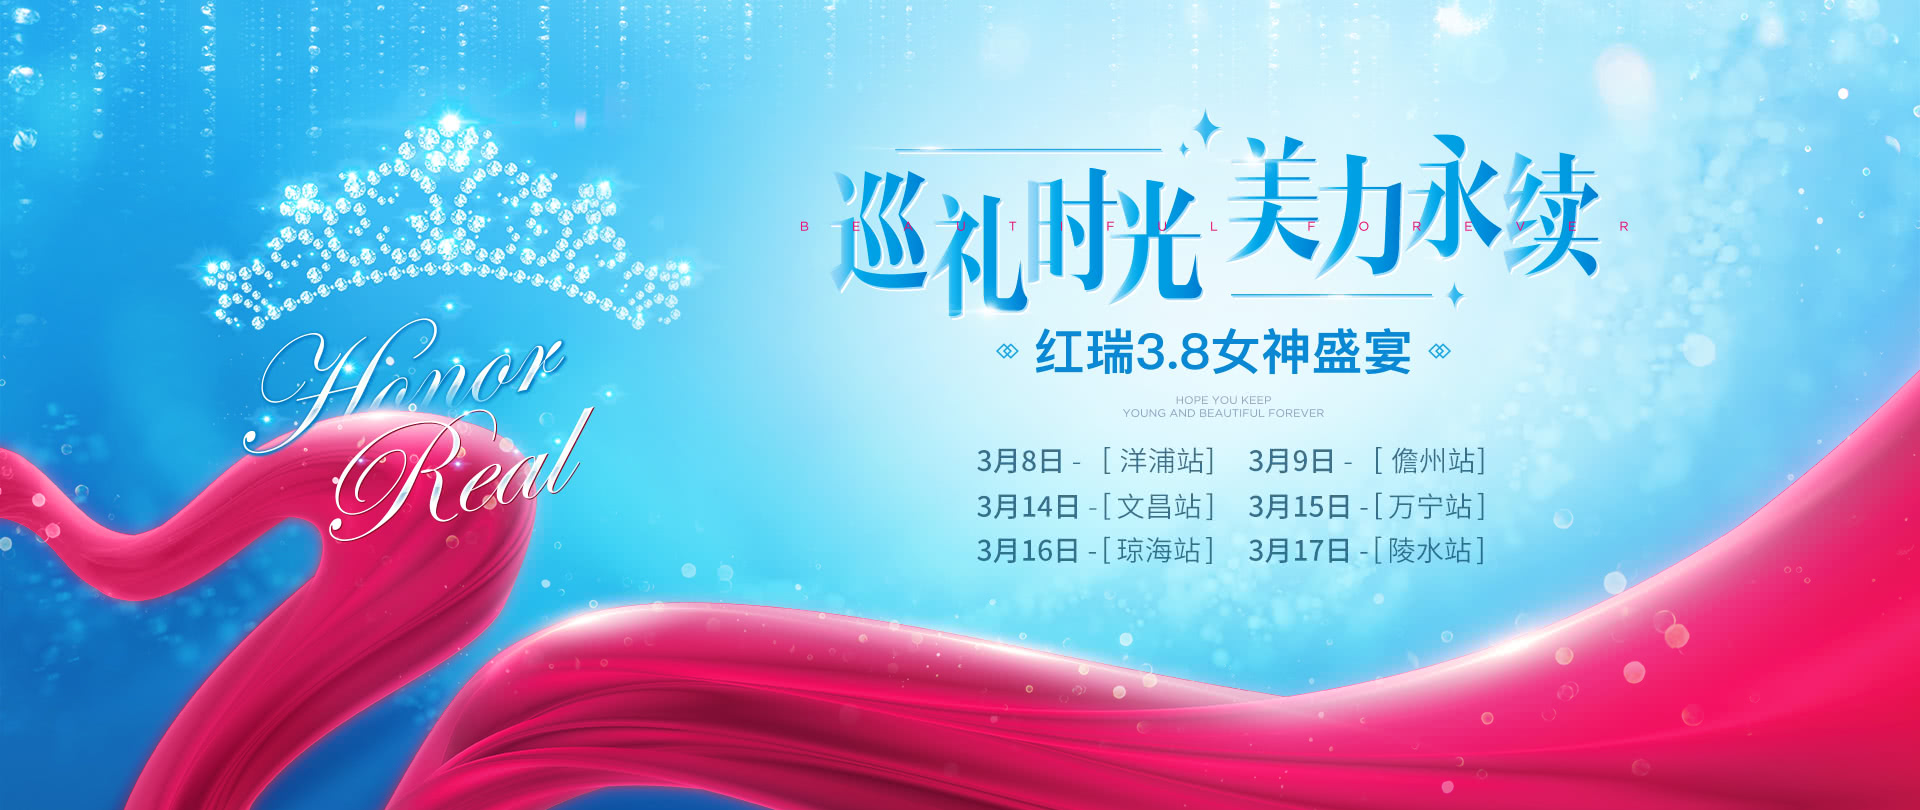 Honor
Real
巡礼时光 美力永续
BEAUTIFUL FOREVER
红瑞3.8女神盛宴
HOPE YOU KEEP
YOUNG AND BEAUTIFUL FOREVER
3月8日 - [ 洋浦站] 3月9日 - [ 儋州站]
3月14日 -[ 文昌站] 3月15日 -[ 万宁站]
3月16日 -[ 琼海站] 3月17日 -[ 陵水站]